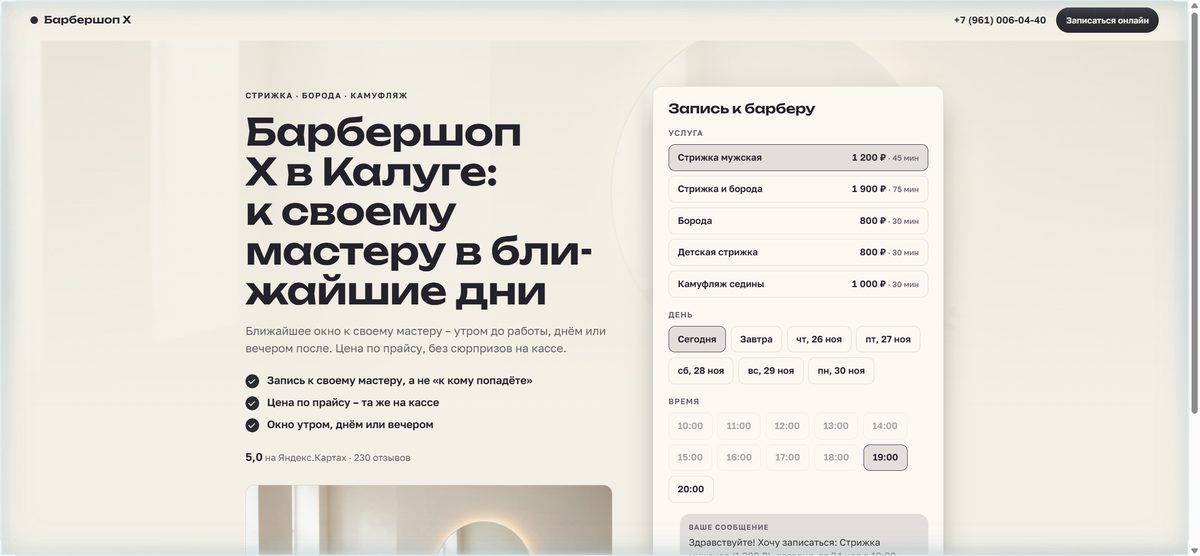 Барбершоп X
+7 (961) 006-04-40
Записаться онлайн
СТРИЖКА · БОРОДА · КАМУФЛЯЖ
Барбершоп
X в Калуге:
к своему
мастеру в бли-
жайшие дни
Ближайшее окно к своему мастеру – утром до работы, днём или
вечером после. Цена по прайсу, без сюрпризов на кассе.
Запись к своему мастеру, а не «к кому попадёте»
Цена по прайсу – та же на кассе
Окно утром, днём или вечером
5,0 на Яндекс.Картах · 230 отзывов
Запись к барберу
УСЛУГА
Стрижка мужская 1 200 ₽ · 45 мин
Стрижка и борода 1 900 ₽ · 75 мин
Борода 800 ₽ · 30 мин
Детская стрижка 800 ₽ · 30 мин
Камуфляж седины 1 000 ₽ · 30 мин
ДЕНЬ
Сегодня Завтра чт, 26 ноя пт, 27 ноя
сб, 28 ноя вс, 29 ноя пн, 30 ноя
ВРЕМЯ
10:00 11:00 12:00 13:00 14:00
15:00 16:00 17:00 18:00 19:00
20:00
ВАШЕ СООБЩЕНИЕ
Здравствуйте! Хочу записаться: Стрижка